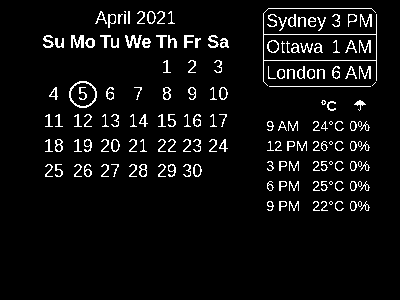 April 2021
Su Mo Tu We Th Fr Sa
1 2 3
4 5 6 7 8 9 10
11 12 13 14 15 16 17
18 19 20 21 22 23 24
25 26 27 28 29 30
Sydney 3 PM
Ottawa 1 AM
London 6 AM
°C ☂
9 AM 24°C 0%
12 PM 26°C 0%
3 PM 25°C 0%
6 PM 25°C 0%
9 PM 22°C 0%